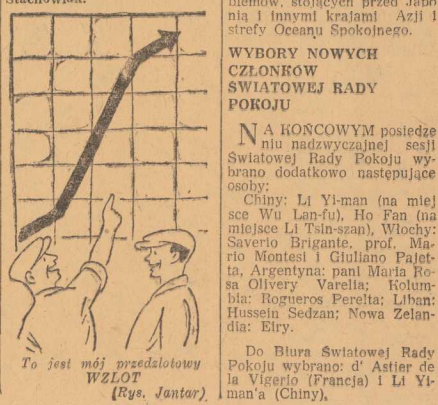 Stachowiak.
To jest mój przedzlotowy
WZLOT
(Rys. Jantar)
blemów, stojących przed Japo
nią i innymi krajami Azji i
strefy Oceanu Spokojnego.
WYBORY NOWYCH
CZŁONKÓW
ŚWIATOWEJ RADY
POKOJU
NA KOŃCOWYM posiedze
niu nadzwyczajnej sesji
Światowej Rady Pokoju wy-
brano dodatkowo następujące
osoby:
Chiny: Li Yi-man (na miej
sce Wu Lan-fu), Ho Fan (na
miejsce Li Tsin-szan), Włochy:
Saverio Brigante, prof. Ma-
rio Montesi i Giuliano Pajet-
ta, Argentyna: pani Maria Ro-
sa Olivery Varella; Kolum-
bia: Rogueros Pereita; Liban:
Hussein Sedzan; Nowa Zelan-
dia: Elry.
Do Biura Światowej Rady
Pokoju wybrano: d' Astier de
la Vigerio (Francja) i Li Yi-
man'a (Chiny),